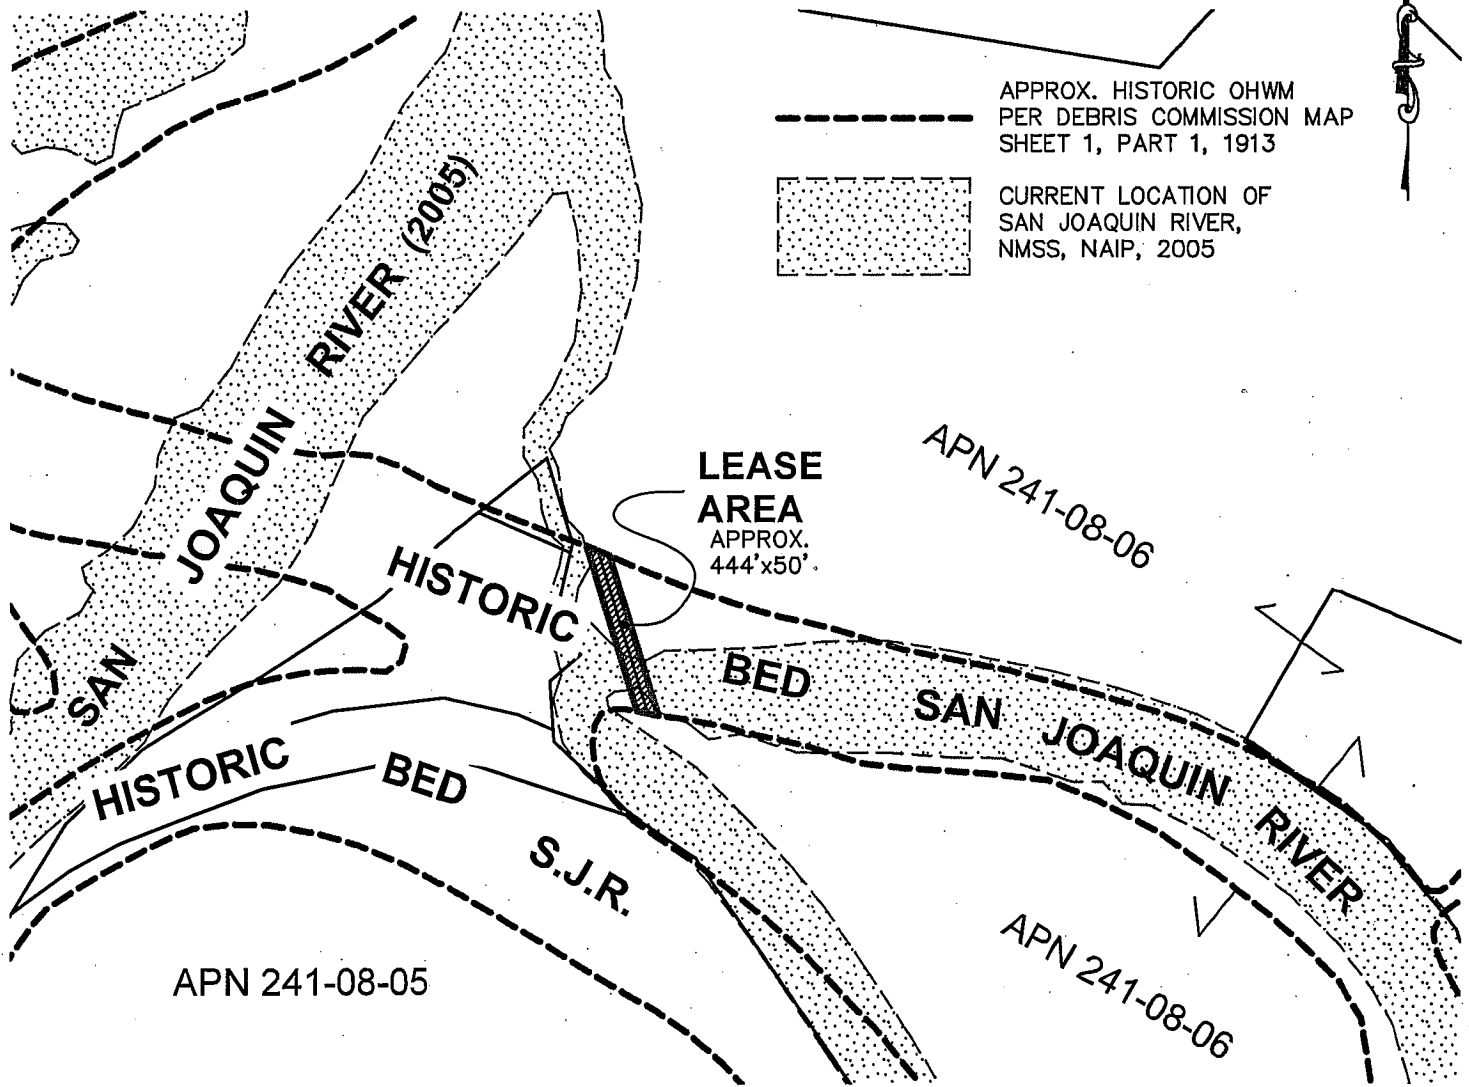 APPROX. HISTORIC OHWM
PER DEBRIS COMMISSION MAP
SHEET 1, PART 1, 1913
CURRENT LOCATION OF
SAN JOAQUIN RIVER,
NMSS, NAIP, 2005
SAN JOAQUIN RIVER (2005)
LEASE
AREA
APPROX.
444'x50'
APN 241-08-06
HISTORIC BED SAN JOAQUIN RIVER
HISTORIC BED S.J.R.
APN 241-08-05
APN 241-08-06